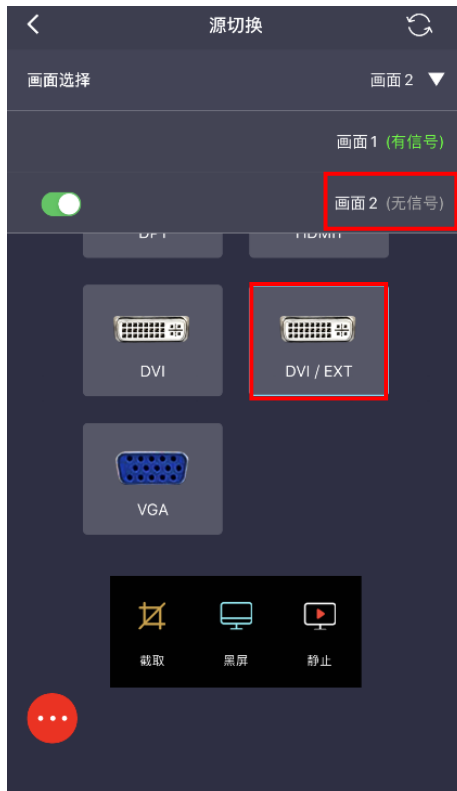 源切换
画面选择 画面2
画面1 (有信号)
画面2 (无信号)
DVI DVI / EXT
VGA
截取 黑屏 静止